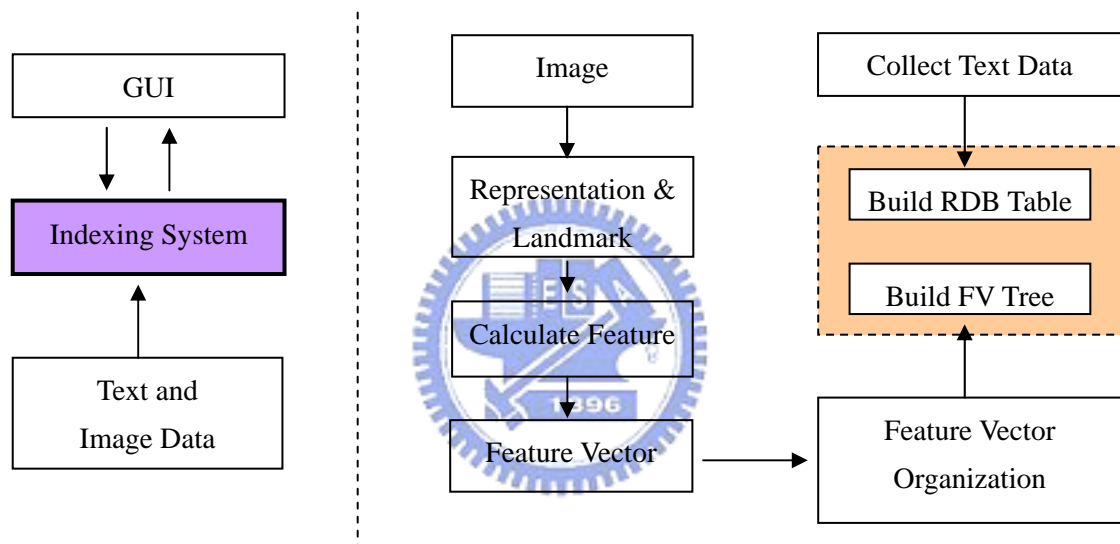 GUI
Indexing System
Text and
Image Data
Image
Representation &
Landmark
Calculate Feature
Feature Vector
Collect Text Data
Build RDB Table
Build FV Tree
Feature Vector
Organization
E S A
1896